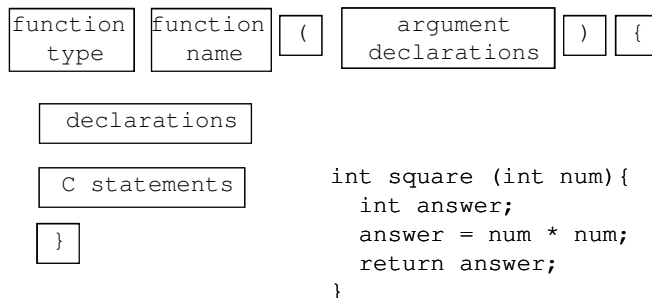 function type function name ( argument declarations ) {
declarations
C statements
}
int square (int num){
int answer;
answer = num * num;
return answer;
}